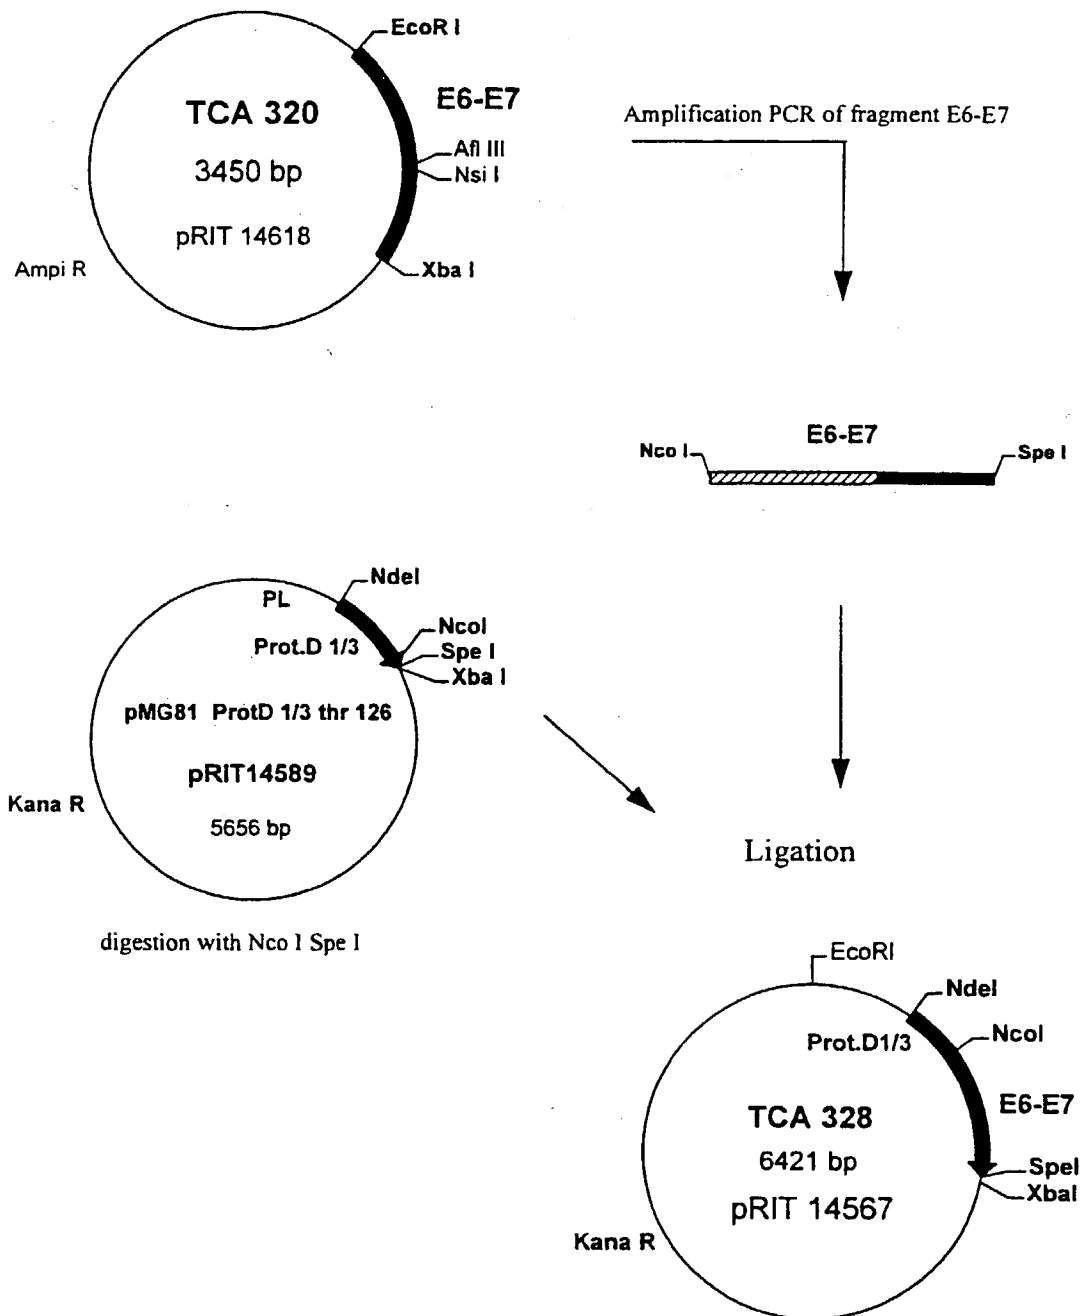 EcoR I
E6-E7
TCA 320
3450 bp
Afl III
Nsi I
pRIT 14618
Ampi R
Xba I
Amplification PCR of fragment E6-E7
E6-E7
Nco I
Spe I
NdeI
PL
NcoI
Prot.D 1/3
Spe I
Xba I
pMG81 ProtD 1/3 thr 126
pRIT14589
Kana R
5656 bp
Ligation
digestion with Nco I Spe I
EcoRI
NdeI
NcoI
Prot.D1/3
E6-E7
TCA 328
6421 bp
SpeI
XbaI
pRIT 14567
Kana R